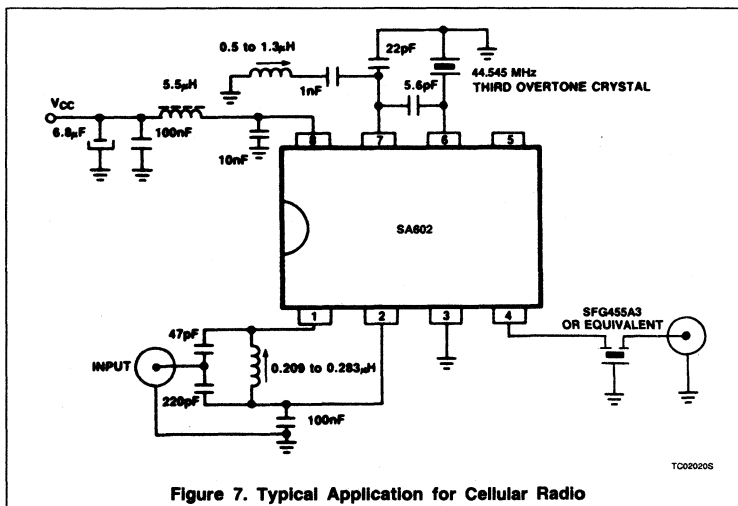 0.5 to 1.3μH
22pF
5.5μH
1nF
44.545 MHz
THIRD OVERTONE CRYSTAL
5.6pF
VCC
6.8μF
100nF
10nF
8
7
6
5
SA602
1
2
3
4
47pF
SFG455A3
OR EQUIVALENT
INPUT
0.209 to 0.283μH
220pF
100nF
TC02020S
Figure 7. Typical Application for Cellular Radio